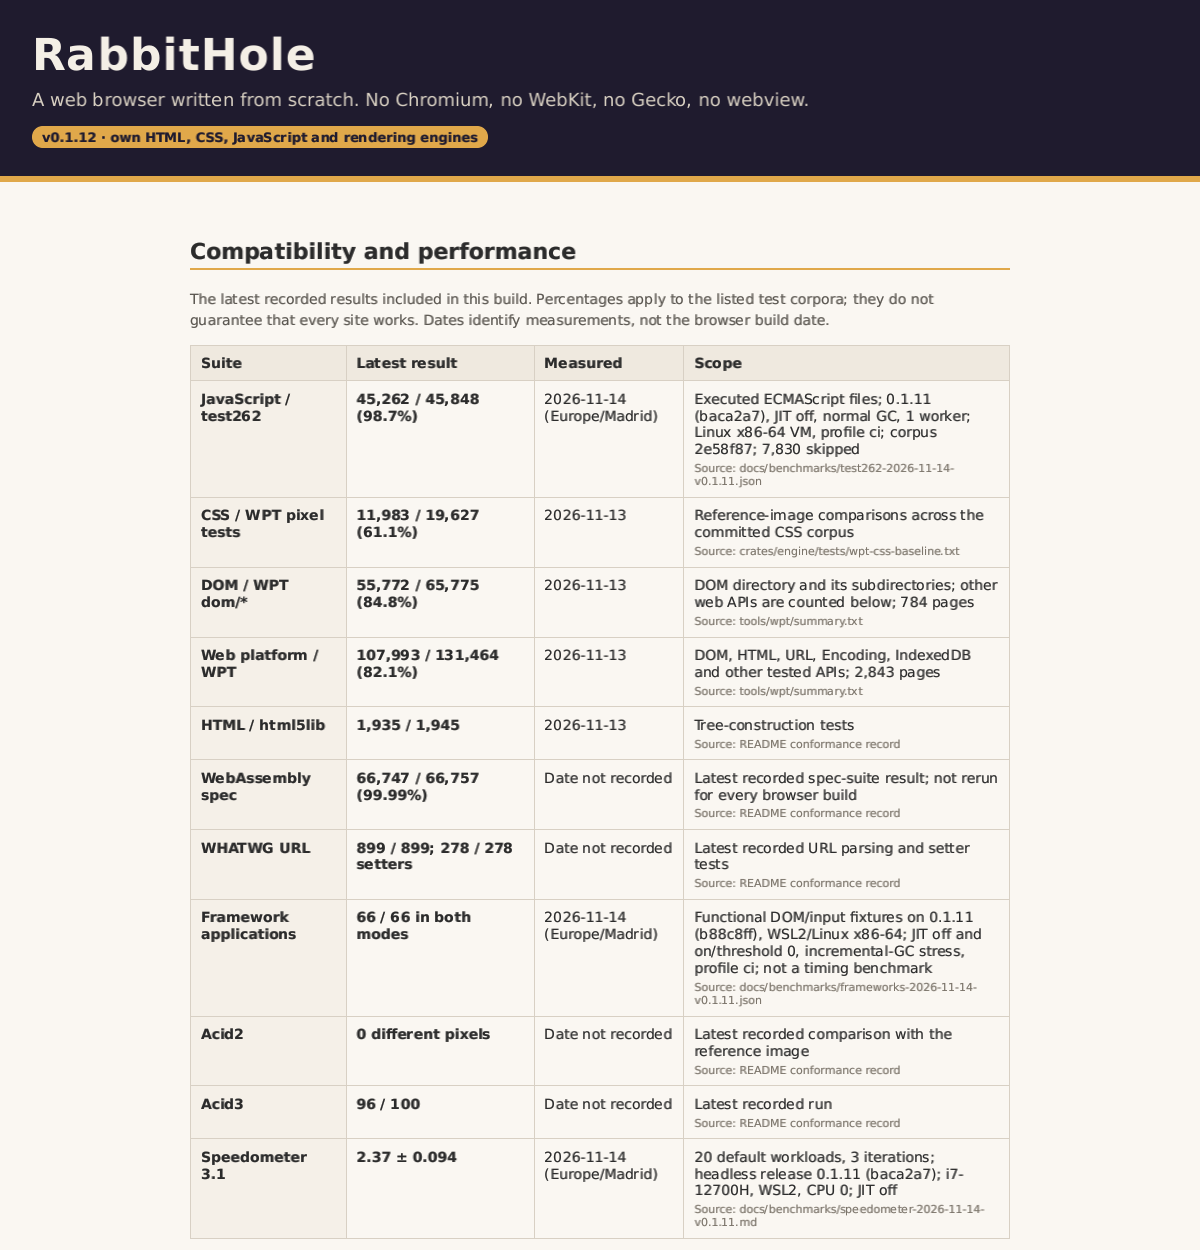 RabbitHole
A web browser written from scratch. No Chromium, no WebKit, no Gecko, no webview.
v0.1.12 · own HTML, CSS, JavaScript and rendering engines
Compatibility and performance
The latest recorded results included in this build. Percentages apply to the listed test corpora; they do not
guarantee that every site works. Dates identify measurements, not the browser build date.
Suite
Latest result
Measured
Scope
JavaScript /
test262
45,262 / 45,848
(98.7%)
2026-11-14
(Europe/Madrid)
Executed ECMAScript files; 0.1.11
(baca2a7), JIT off, normal GC, 1 worker;
Linux x86-64 VM, profile ci; corpus
2e58f87; 7,830 skipped
Source: docs/benchmarks/test262-2026-11-14-
v0.1.11.json
CSS / WPT pixel
tests
11,983 / 19,627
(61.1%)
2026-11-13
Reference-image comparisons across the
committed CSS corpus
Source: crates/engine/tests/wpt-css-baseline.txt
DOM / WPT
dom/*
55,772 / 65,775
(84.8%)
2026-11-13
DOM directory and its subdirectories; other
web APIs are counted below; 784 pages
Source: tools/wpt/summary.txt
Web platform /
WPT
107,993 / 131,464
(82.1%)
2026-11-13
DOM, HTML, URL, Encoding, IndexedDB
and other tested APIs; 2,843 pages
Source: tools/wpt/summary.txt
HTML / html5lib
1,935 / 1,945
2026-11-13
Tree-construction tests
Source: README conformance record
WebAssembly
spec
66,747 / 66,757
(99.99%)
Date not recorded
Latest recorded spec-suite result; not rerun
for every browser build
Source: README conformance record
WHATWG URL
899 / 899; 278 / 278
setters
Date not recorded
Latest recorded URL parsing and setter
tests
Source: README conformance record
Framework
applications
66 / 66 in both
modes
2026-11-14
(Europe/Madrid)
Functional DOM/input fixtures on 0.1.11
(b88c8ff), WSL2/Linux x86-64; JIT off and
on/threshold 0, incremental-GC stress,
profile ci; not a timing benchmark
Source: docs/benchmarks/frameworks-2026-11-14-
v0.1.11.json
Acid2
0 different pixels
Date not recorded
Latest recorded comparison with the
reference image
Source: README conformance record
Acid3
96 / 100
Date not recorded
Latest recorded run
Source: README conformance record
Speedometer
3.1
2.37 ± 0.094
2026-11-14
(Europe/Madrid)
20 default workloads, 3 iterations;
headless release 0.1.11 (baca2a7); i7-
12700H, WSL2, CPU 0; JIT off
Source: docs/benchmarks/speedometer-2026-11-14-
v0.1.11.md